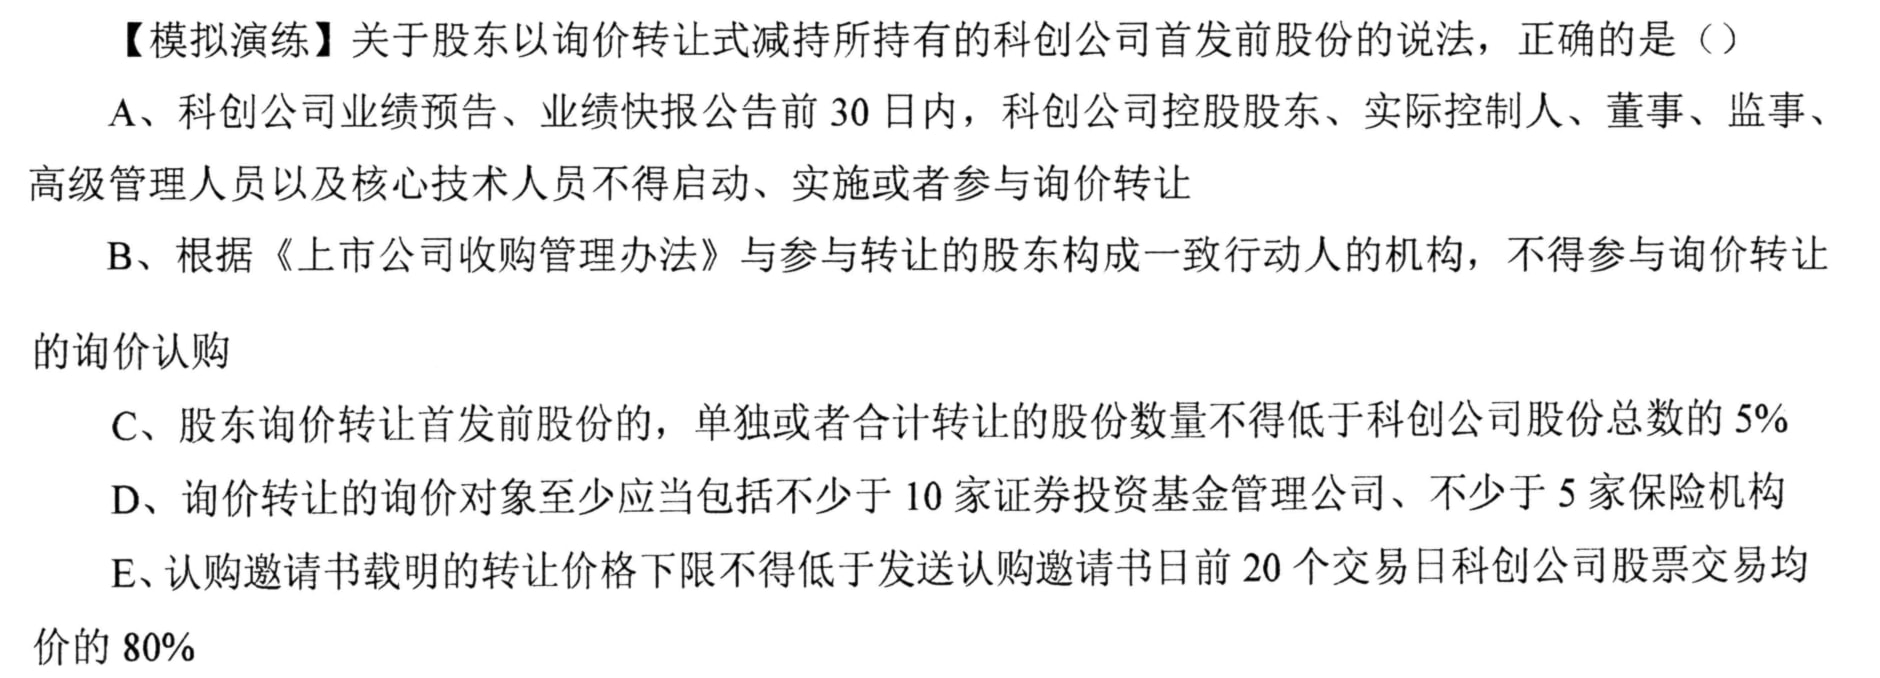 【模拟演练】关于股东以询价转让式减持所持有的科创公司首发前股份的说法，正确的是（）
A、科创公司业绩预告、业绩快报公告前 30 日内，科创公司控股股东、实际控制人、董事、监事、
高级管理人员以及核心技术人员不得启动、实施或者参与询价转让
B、根据《上市公司收购管理办法》与参与转让的股东构成一致行动人的机构，不得参与询价转让
的询价认购
C、股东询价转让首发前股份的，单独或者合计转让的股份数量不得低于科创公司股份总数的 5%
D、询价转让的询价对象至少应当包括不少于 10 家证券投资基金管理公司、不少于 5 家保险机构
E、认购邀请书载明的转让价格下限不得低于发送认购邀请书日前 20 个交易日科创公司股票交易均
价的 80%